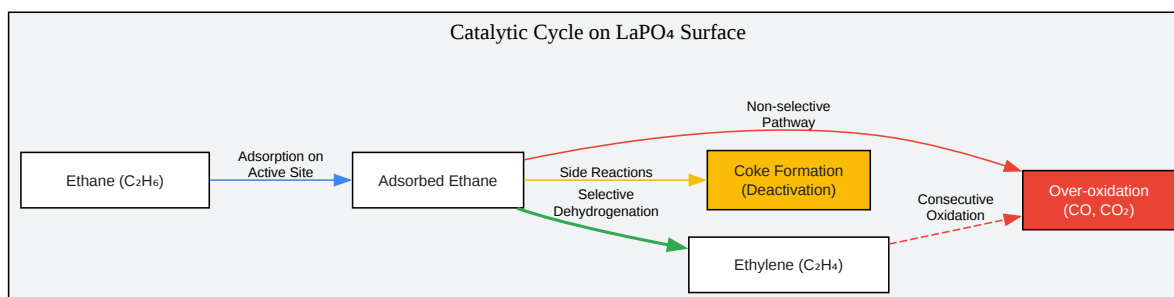 Catalytic Cycle on LaPO₄ Surface
Non-selective
Pathway
Adsorption on
Active Site
Ethane (C₂H₆)
Adsorbed Ethane
Side Reactions
Coke Formation
(Deactivation)
Selective
Dehydrogenation
Consecutive
Oxidation
Over-oxidation
(CO, CO₂)
Ethylene (C₂H₄)